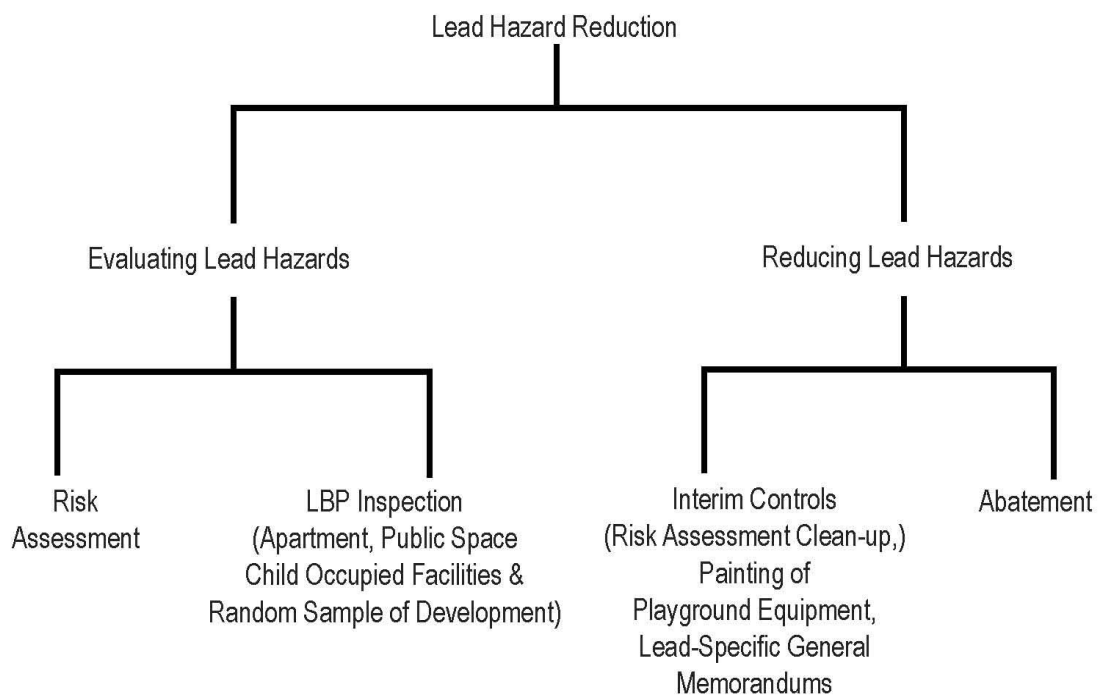 Lead Hazard Reduction
Evaluating Lead Hazards
Reducing Lead Hazards
Risk
Assessment
LBP Inspection
(Apartment, Public Space
Child Occupied Facilities &
Random Sample of Development)
Interim Controls
(Risk Assessment Clean-up,)
Painting of
Playground Equipment,
Lead-Specific General
Memorandums
Abatement